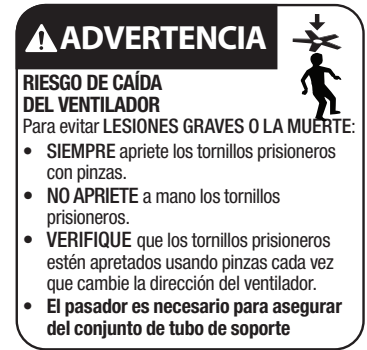 ADVERTENCIA
RIESGO DE CAÍDA
DEL VENTILADOR
Para evitar LESIONES GRAVES O LA MUERTE:
• SIEMPRE apriete los tornillos prisioneros
con pinzas.
• NO APRIETE a mano los tornillos
prisioneros.
• VERIFIQUE que los tornillos prisioneros
estén apretados usando pinzas cada vez
que cambie la dirección del ventilador.
• El pasador es necesario para asegurar
del conjunto de tubo de soporte